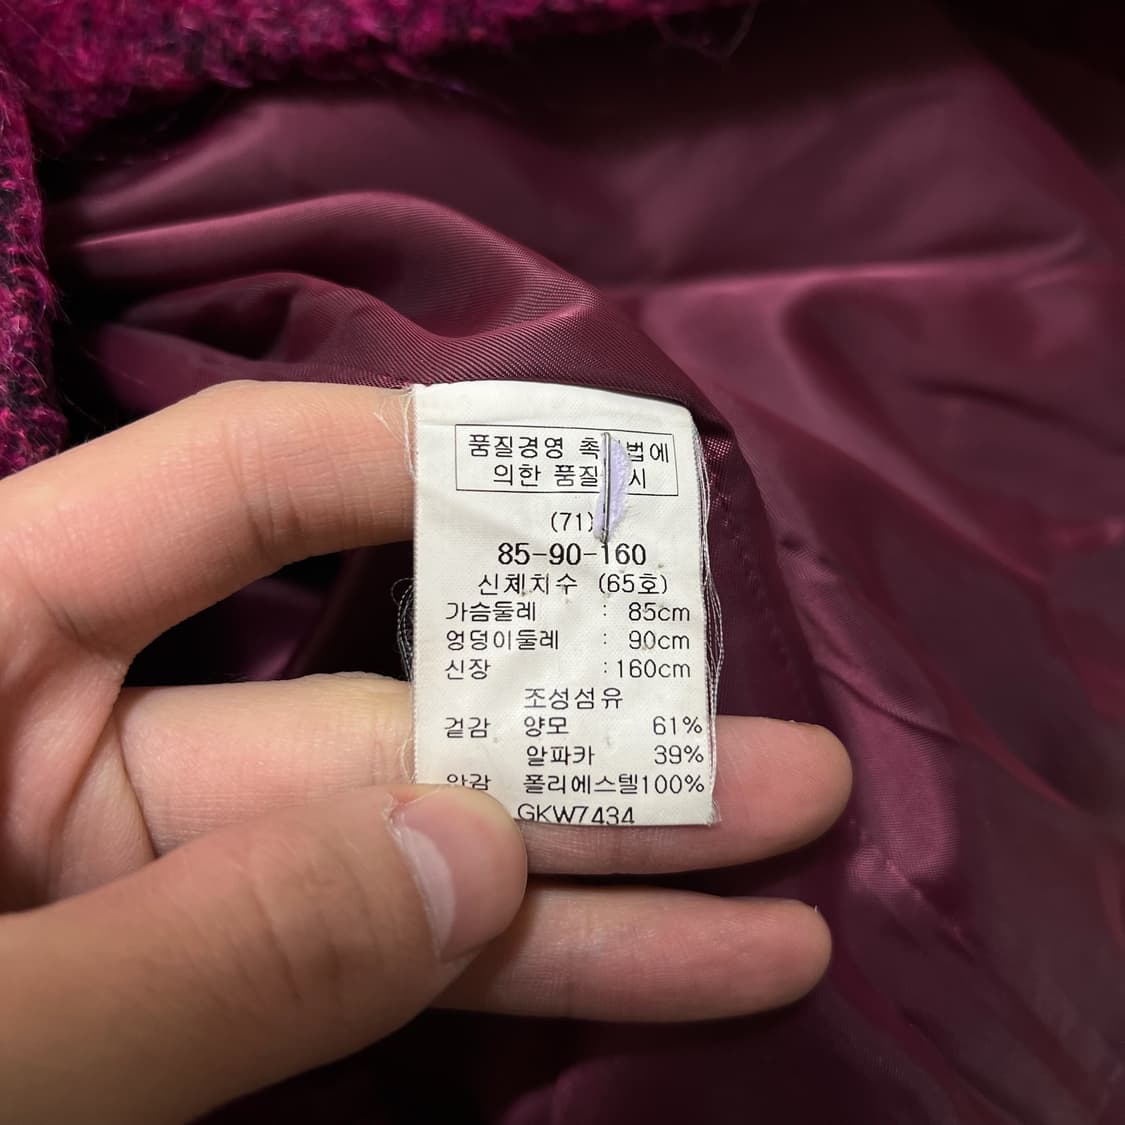 품질경영 법에
의한 품질
(71)
85-90-160
신체치수 (65호)
가슴둘레 : 85cm
엉덩이둘레 : 90cm
신장 : 160cm
조성섬유
겉감 양모 61%
알파카 39%
안감 폴리에스텔100%
GKW7434